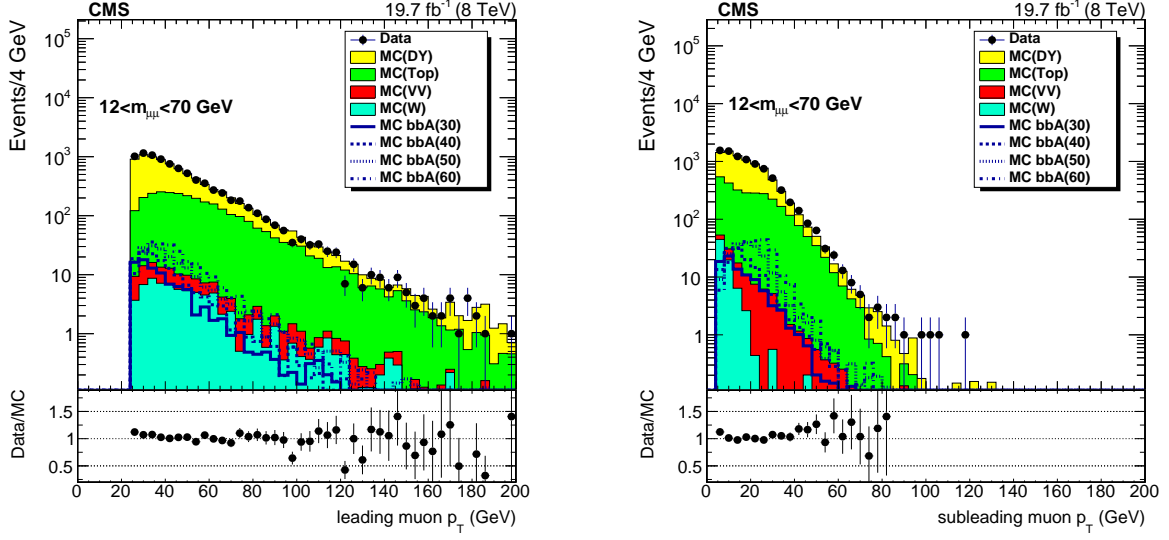 CMS 19.7 fb⁻¹ (8 TeV)
Events/4 GeV
10⁵
10⁴
10³
10²
10
1
12<m_μμ<70 GeV
Data
MC(DY)
MC(Top)
MC(VV)
MC(W)
MC bbA(30)
MC bbA(40)
MC bbA(50)
MC bbA(60)
Data/MC
1.5
1
0.5
0 20 40 60 80 100 120 140 160 180 200
leading muon p_T (GeV)
CMS 19.7 fb⁻¹ (8 TeV)
Events/4 GeV
10⁵
10⁴
10³
10²
10
1
12<m_μμ<70 GeV
Data
MC(DY)
MC(Top)
MC(VV)
MC(W)
MC bbA(30)
MC bbA(40)
MC bbA(50)
MC bbA(60)
Data/MC
1.5
1
0.5
0 20 40 60 80 100 120 140 160 180 200
subleading muon p_T (GeV)